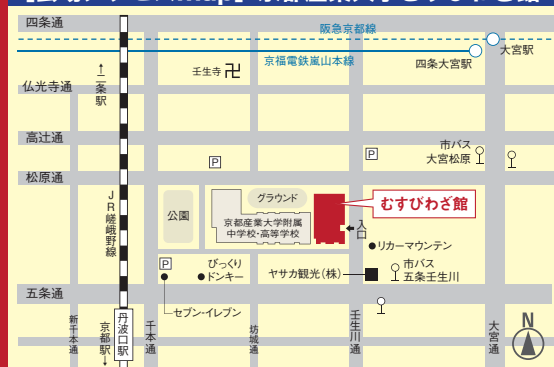 四条通
阪急京都線
大宮駅
京福電鉄嵐山本線
四条大宮駅
壬生寺
↑二条駅
仏光寺通
高辻通
P
P
市バス
大宮松原
松原通
JR嵯峨野線
公園
グラウンド
京都産業大学附属
中学校・高等学校
むすびわざ館
入口
リカーマウンテン
P
びっくり
ドンキー
ヤサカ観光(株)
市バス
五条壬生川
五条通
セブン-イレブン
新千本通
京都駅↓
丹波口駅
千本通
坊城通
壬生川通
大宮通
N